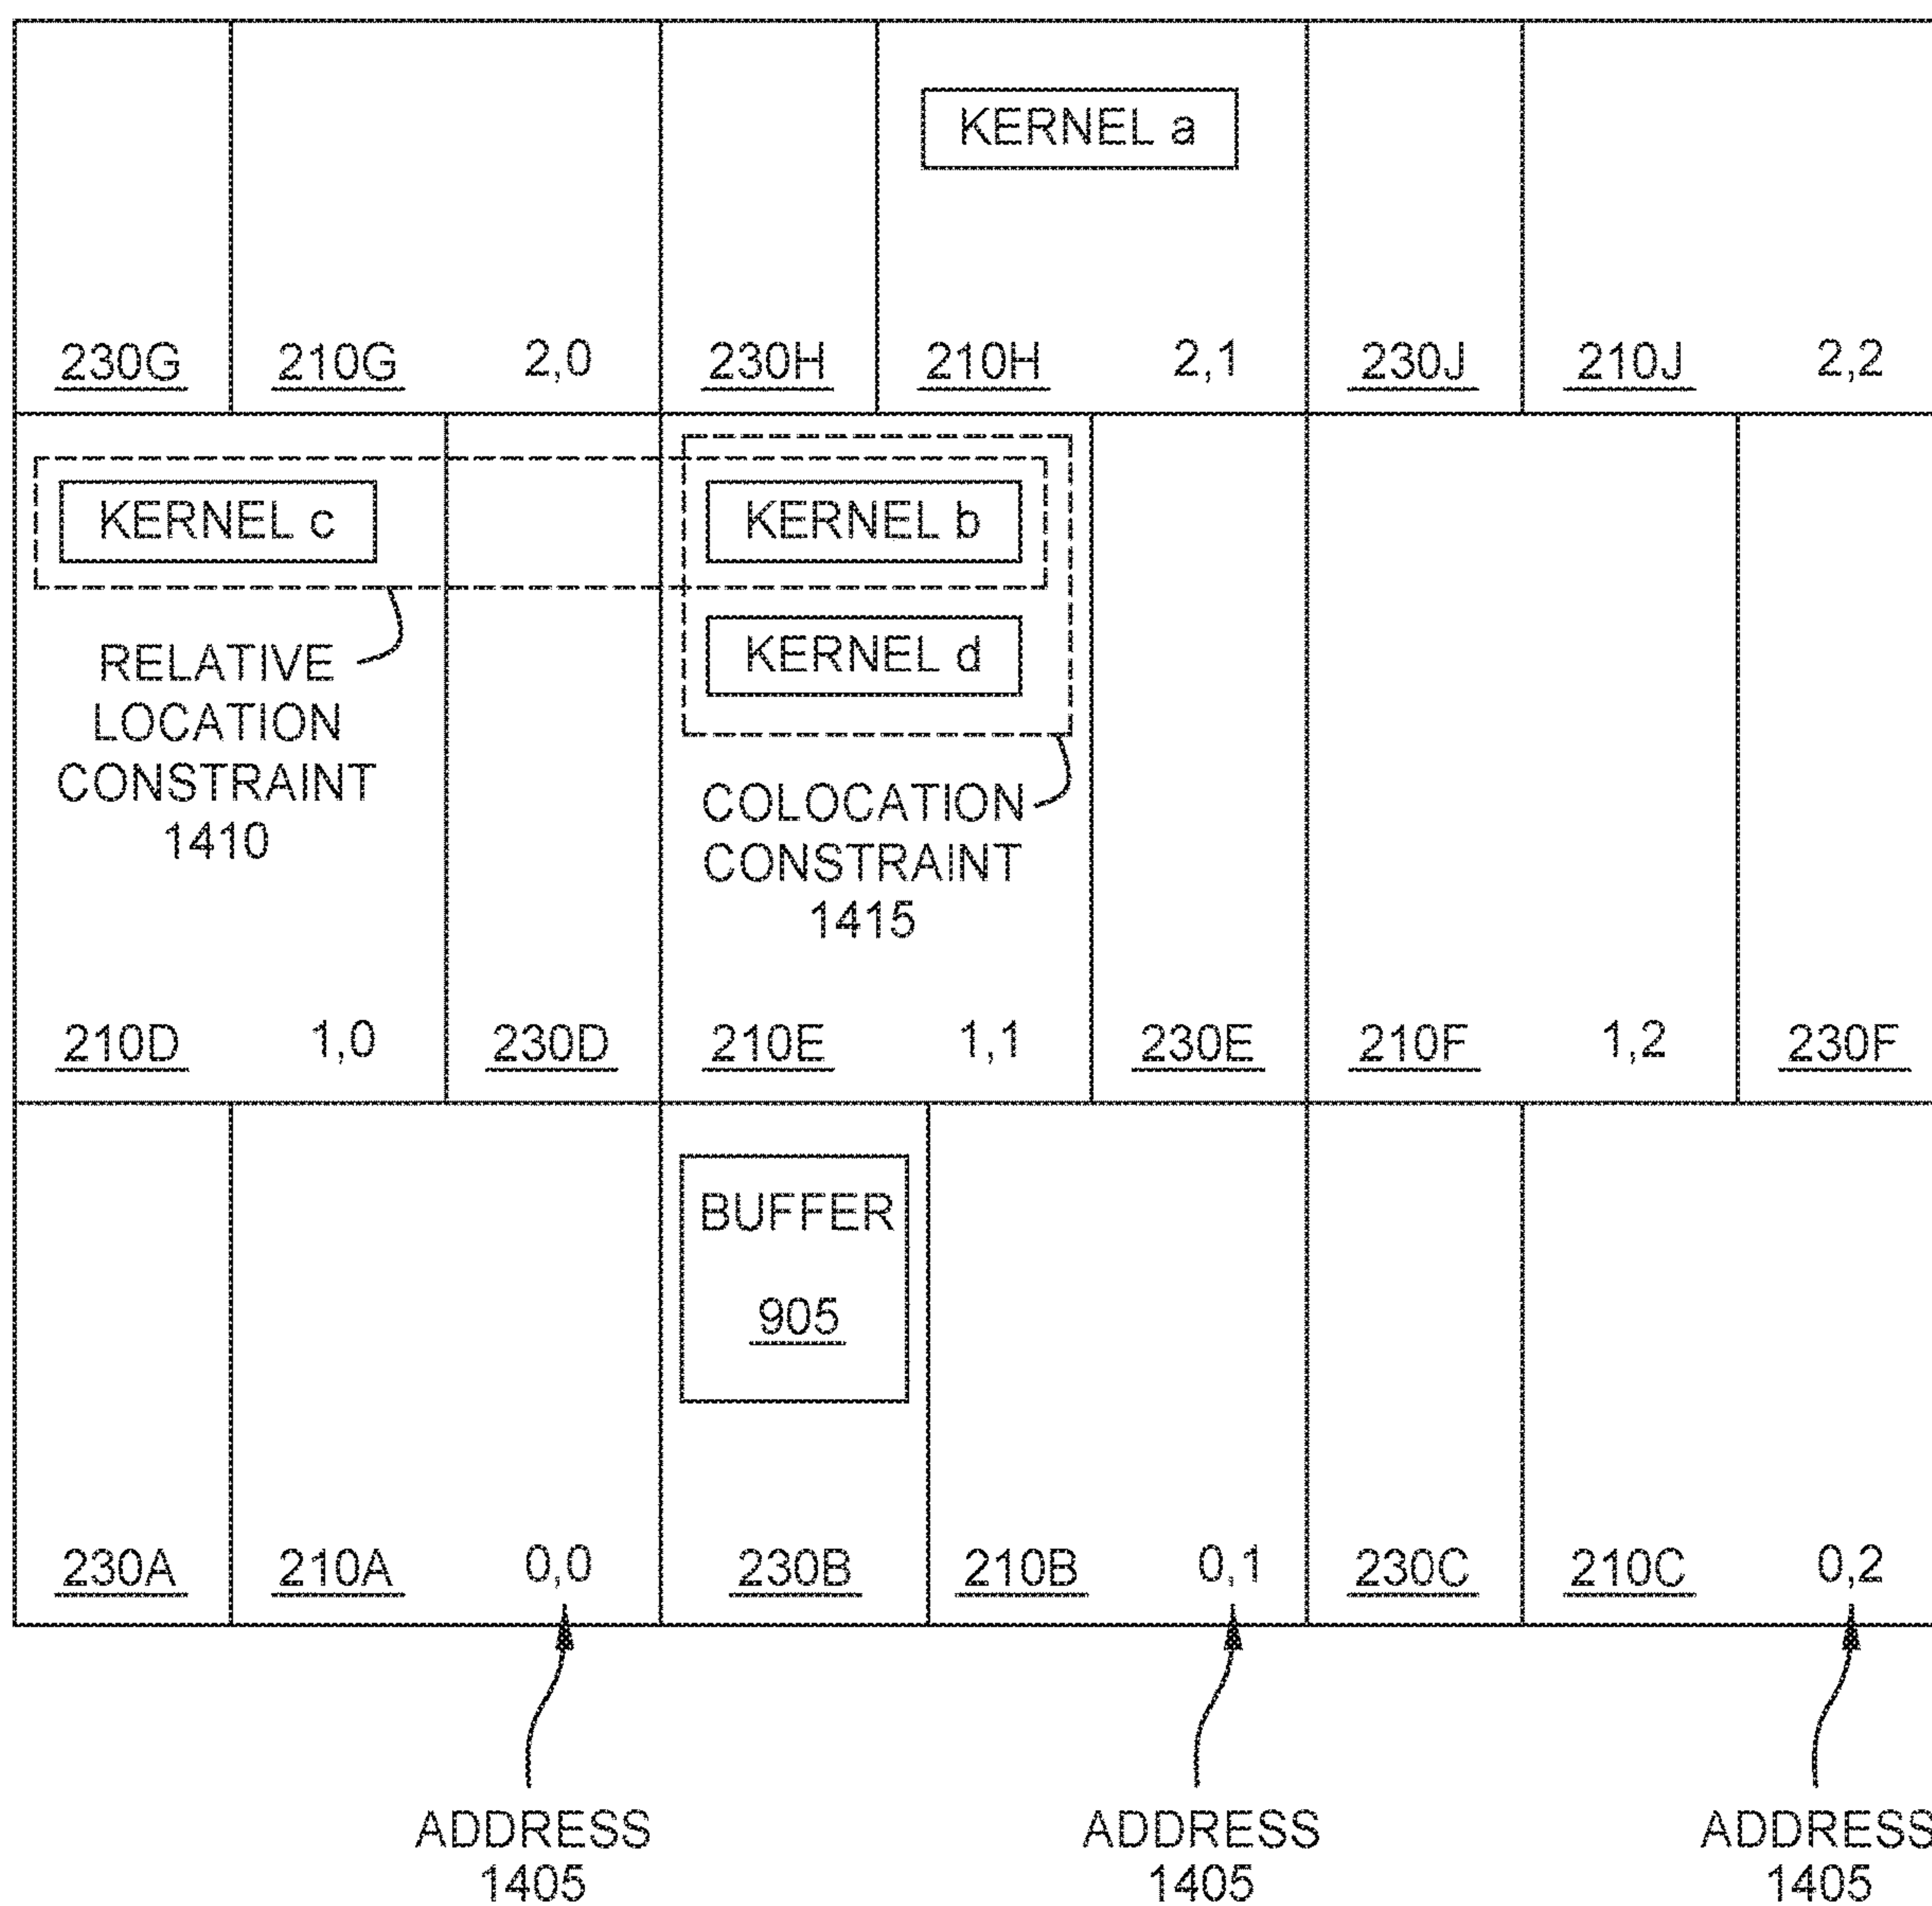 KERNEL a
230G 210G 2,0 230H 210H 2,1 230J 210J 2,2
KERNEL c KERNEL b
KERNEL d
RELATIVE
LOCATION
CONSTRAINT
1410
COLOCATION
CONSTRAINT
1415
210D 1,0 230D 210E 1,1 230E 210F 1,2 230F
BUFFER
905
230A 210A 0,0 230B 210B 0,1 230C 210C 0,2
ADDRESS ADDRESS ADDRESS
1405 1405 1405